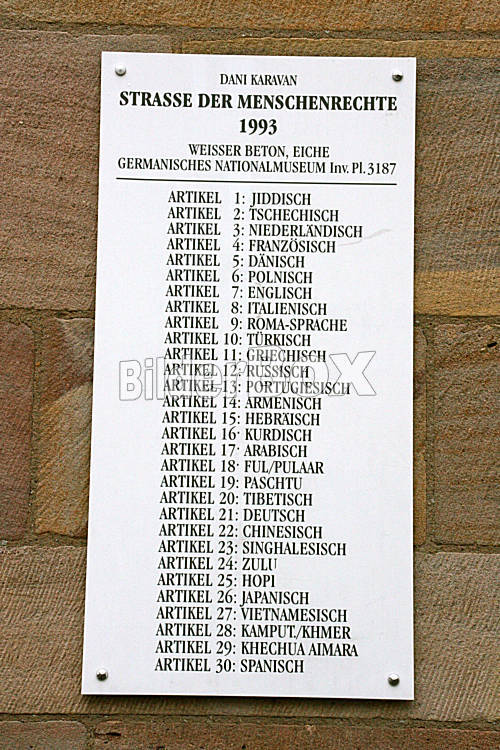 DANI KARAVAN
STRASSE DER MENSCHENRECHTE
1993
WEISSER BETON, EICHE
GERMANISCHES NATIONALMUSEUM Inv. Pl. 3187
ARTIKEL 1: JIDDISCH
ARTIKEL 2: TSCHECHISCH
ARTIKEL 3: NIEDERLÄNDISCH
ARTIKEL 4: FRANZÖSISCH
ARTIKEL 5: DÄNISCH
ARTIKEL 6: POLNISCH
ARTIKEL 7: ENGLISCH
ARTIKEL 8: ITALIENISCH
ARTIKEL 9: ROMA-SPRACHE
ARTIKEL 10: TÜRKISCH
ARTIKEL 11: GRIECHISCH
ARTIKEL 12: RUSSISCH
ARTIKEL 13: PORTUGIESISCH
ARTIKEL 14: ARMENISCH
ARTIKEL 15: HEBRÄISCH
ARTIKEL 16: KURDISCH
ARTIKEL 17: ARABISCH
ARTIKEL 18: FUL/PULAAR
ARTIKEL 19: PASCHTU
ARTIKEL 20: TIBETISCH
ARTIKEL 21: DEUTSCH
ARTIKEL 22: CHINESISCH
ARTIKEL 23: SINGHALESISCH
ARTIKEL 24: ZULU
ARTIKEL 25: HOPI
ARTIKEL 26: JAPANISCH
ARTIKEL 27: VIETNAMESISCH
ARTIKEL 28: KAMPUT./KHMER
ARTIKEL 29: KHECHUA AIMARA
ARTIKEL 30: SPANISCH